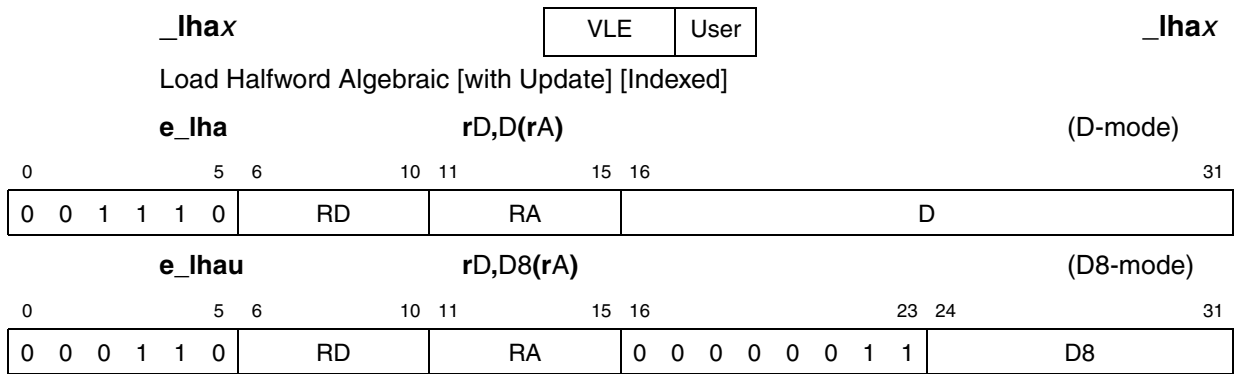 _lhax VLE User _lhax
Load Halfword Algebraic [with Update] [Indexed]
e_lha rD,D(rA) (D-mode)
0 5 6 10 11 15 16 31
0 0 1 1 1 0 RD RA D
e_lhau rD,D8(rA) (D8-mode)
0 5 6 10 11 15 16 23 24 31
0 0 0 1 1 0 RD RA 0 0 0 0 0 0 1 1 D8